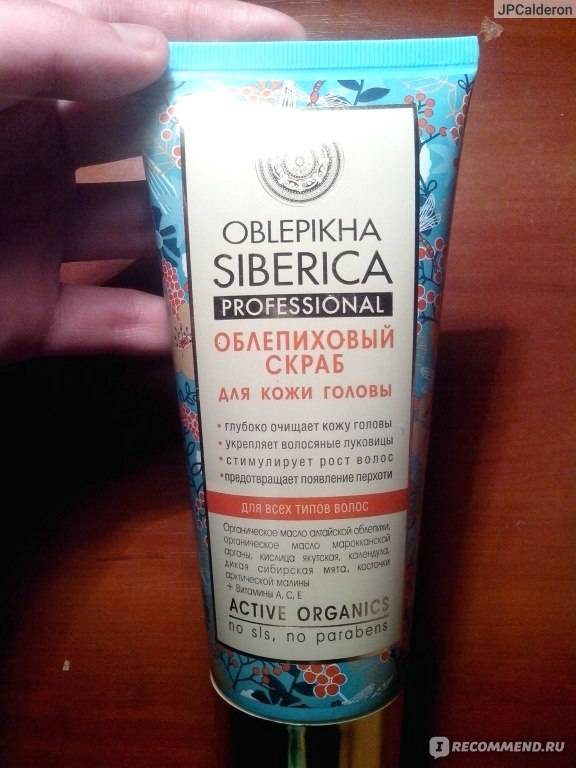 JPCalderon
OBLEPIKHA
SIBERICA
PROFESSIONAL
ОБЛЕПИХОВЫЙ
СКРАБ
ДЛЯ КОЖИ ГОЛОВЫ
• глубоко очищает кожу головы
• укрепляет волосяные луковицы
• стимулирует рост волос
• предотвращает появление перхоти
ДЛЯ ВСЕХ ТИПОВ ВОЛОС
Органическое масло алтайской облепихи,
органическое масло марокканской
арганы, кислица якутская, календула,
дикая сибирская мята, косточки
арктической малины
+ Витамины А, С, Е
ACTIVE ORGANICS
no sls, no parabens
I RECOMMEND.RU